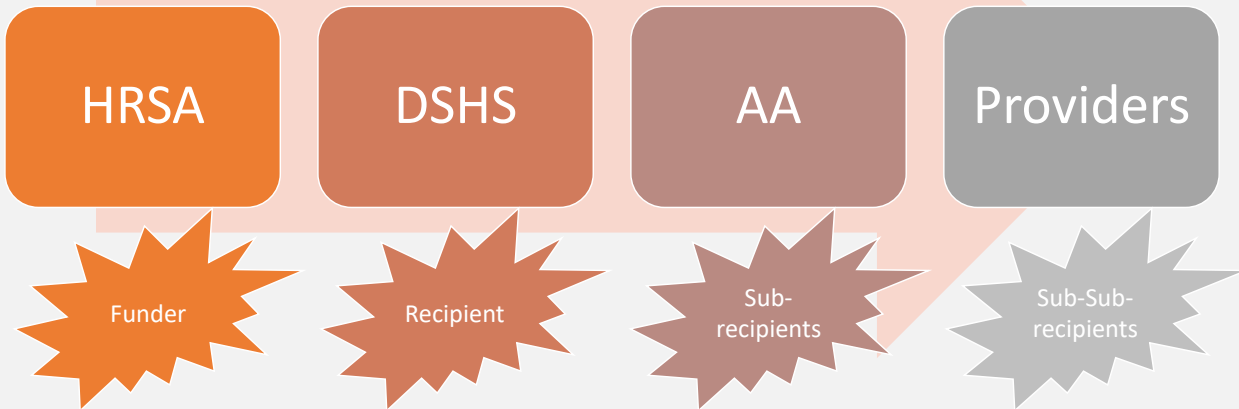 HRSA
DSHS
AA
Providers
Funder
Recipient
Sub-
recipients
Sub-Sub-
recipients